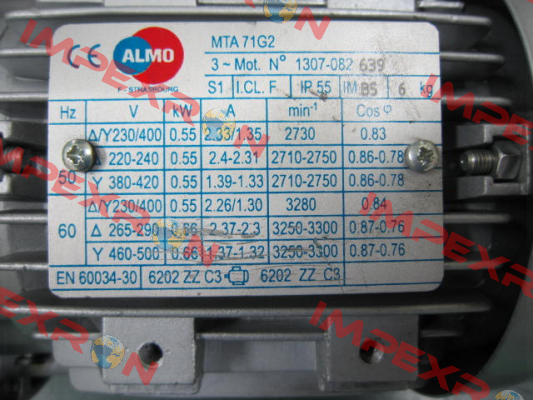 CE ALMO MTA 71G2
3 ~ Mot. N° 1307-082 639
F - STRASBOURG S1 I.CL. F IP 55 IM B5 6 kg
Hz V kW A min-1 Cos φ
Δ/Y230/400 0.55 2.33/1.35 2730 0.83
Δ 220-240 0.55 2.4-2.31 2710-2750 0.86-0.78
50
Y 380-420 0.55 1.39-1.33 2710-2750 0.86-0.78
Δ/Y230/400 0.55 2.26/1.30 3280 0.84
60 Δ 265-290 0.66 2.37-2.3 3250-3300 0.87-0.76
Y 460-500 0.66 1.37-1.32 3250-3300 0.87-0.76
EN 60034-30 6202 ZZ C3 6202 ZZ C3
IMPEXRON
IMPEXRON
IMPEXRON
IMPEXRON